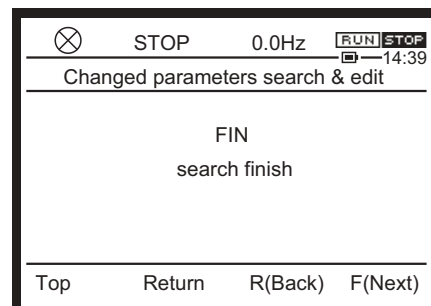 STOP 0.0Hz RUN STOP
14:39
Changed parameters search & edit
FIN
search finish
Top Return R(Back) F(Next)